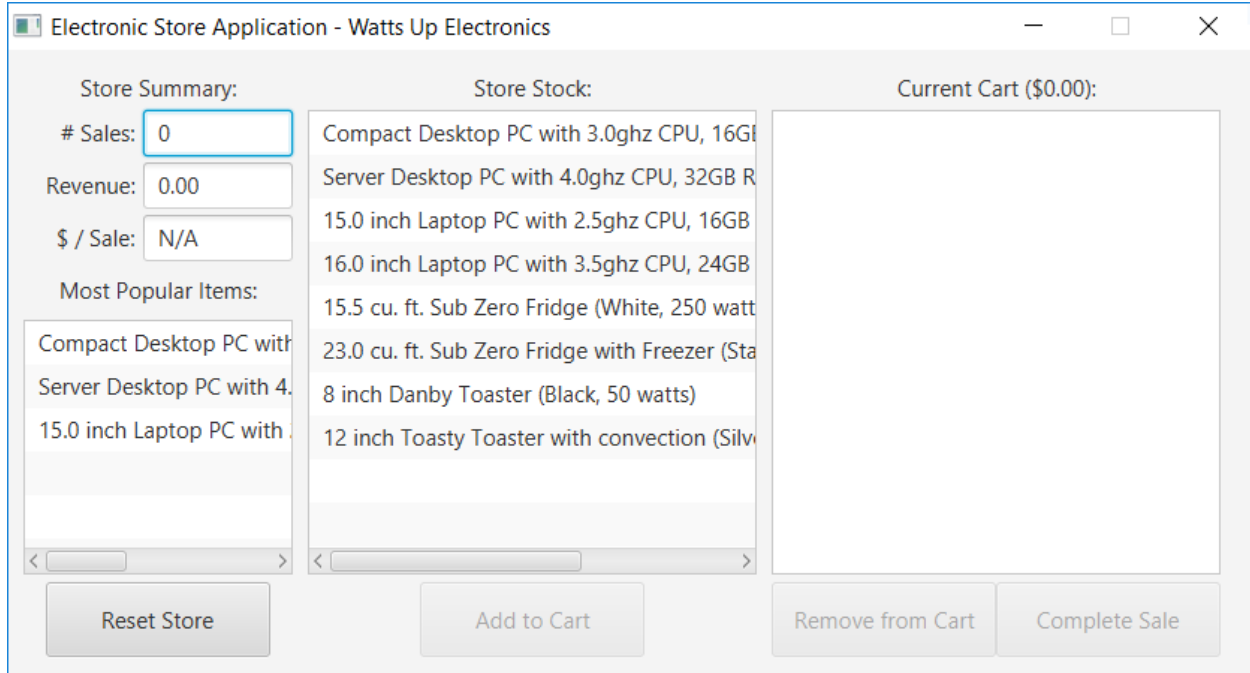 Electronic Store Application - Watts Up Electronics
Store Summary:
# Sales: 0
Revenue: 0.00
$ / Sale: N/A
Most Popular Items:
Compact Desktop PC with
Server Desktop PC with 4.
15.0 inch Laptop PC with
Reset Store
Store Stock:
Compact Desktop PC with 3.0ghz CPU, 16GB
Server Desktop PC with 4.0ghz CPU, 32GB R
15.0 inch Laptop PC with 2.5ghz CPU, 16GB
16.0 inch Laptop PC with 3.5ghz CPU, 24GB
15.5 cu. ft. Sub Zero Fridge (White, 250 watt
23.0 cu. ft. Sub Zero Fridge with Freezer (Sta
8 inch Danby Toaster (Black, 50 watts)
12 inch Toasty Toaster with convection (Silv
Add to Cart
Current Cart ($0.00):
Remove from Cart
Complete Sale